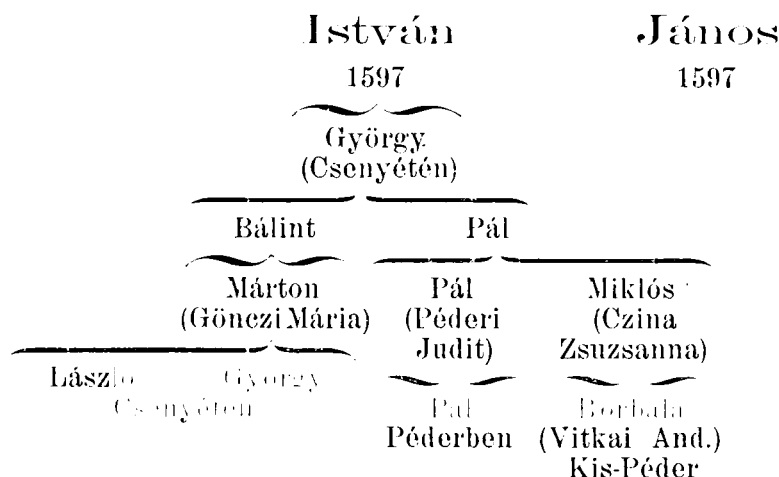 István János
1597 1597
György
(Csenyétén)
Bálint Pál
Márton Pál Miklós
(Gönczi Mária) (Péderi (Czina
Judit) Zsuzsanna)
László György Pál Borbála
Csenyétén Péderben (Vitkai And.)
Kis-Péder